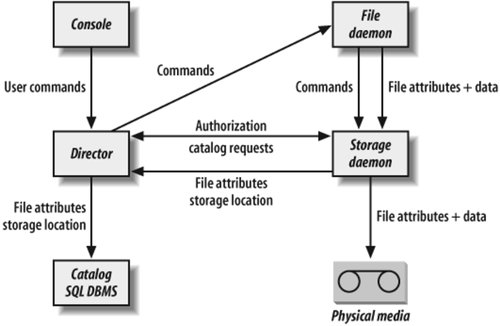 Console
File
daemon
Commands
User commands
Commands
File attributes + data
Authorization
Director
catalog requests
Storage
daemon
File attributes
storage location
File attributes
storage location
File attributes + data
Catalog
SQL DBMS
Physical media